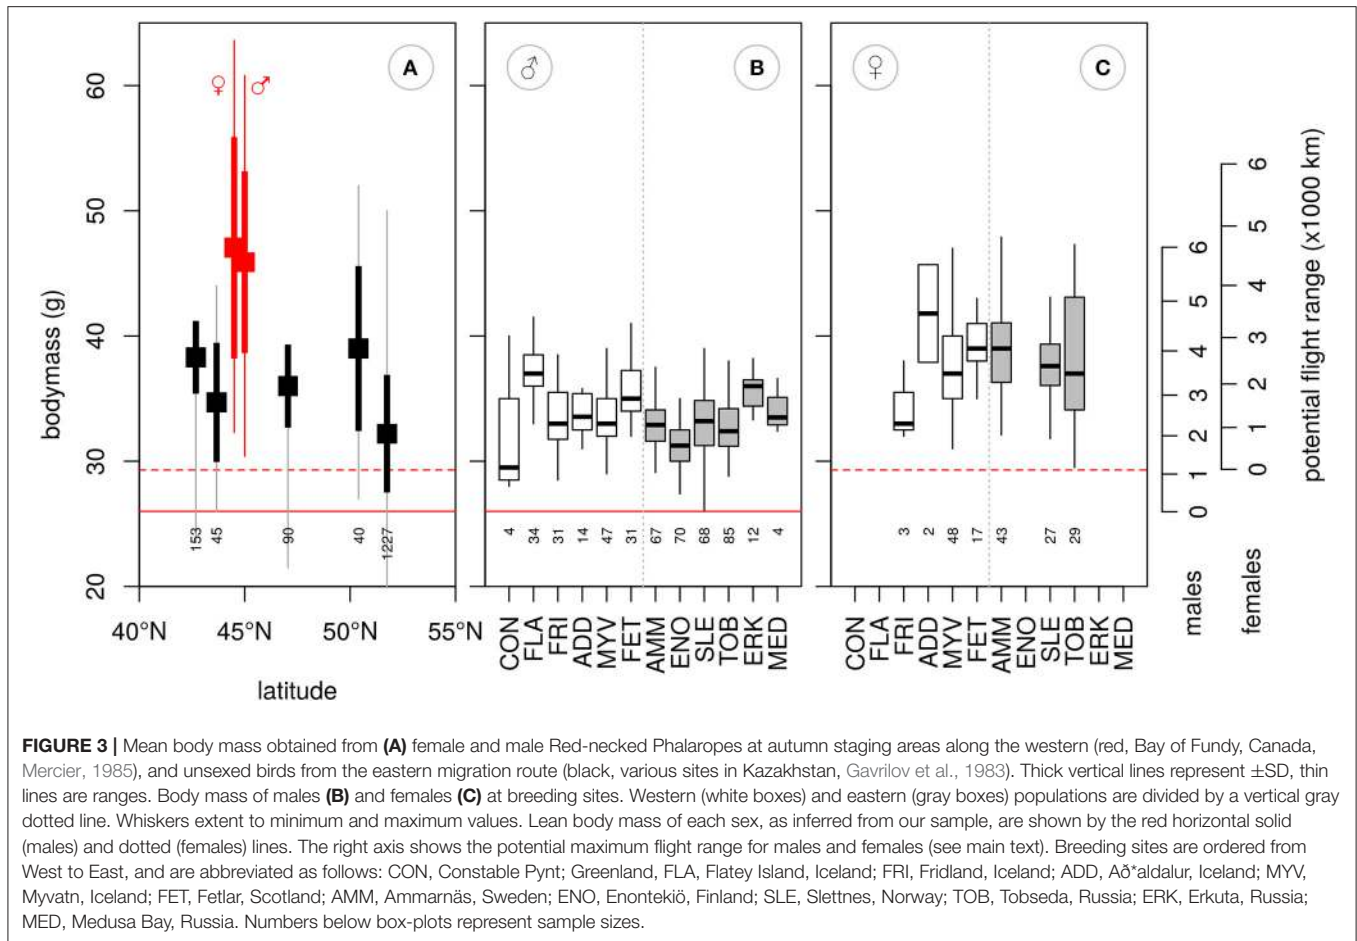 ♀ ♂ A
♂ B
♀ C
bodymass (g)
60
50
40
30
20
153
45
90
40
1227
40°N 45°N 50°N 55°N
latitude
4 34 31 14 47 31 67 70 68 85 12 4
CON FLA FRI ADD MYV FET AMM ENO SLE TOB ERK MED
3 2 48 17 43 27 29
CON FLA FRI ADD MYV FET AMM ENO SLE TOB ERK MED
0 1 2 3 4 5 6
males
0 1 2 3 4 5 6
females
potential flight range (x1000 km)
FIGURE 3 | Mean body mass obtained from (A) female and male Red-necked Phalaropes at autumn staging areas along the western (red, Bay of Fundy, Canada,
Mercier, 1985), and unsexed birds from the eastern migration route (black, various sites in Kazakhstan, Gavrilov et al., 1983). Thick vertical lines represent ±SD, thin
lines are ranges. Body mass of males (B) and females (C) at breeding sites. Western (white boxes) and eastern (gray boxes) populations are divided by a vertical gray
dotted line. Whiskers extent to minimum and maximum values. Lean body mass of each sex, as inferred from our sample, are shown by the red horizontal solid
(males) and dotted (females) lines. The right axis shows the potential maximum flight range for males and females (see main text). Breeding sites are ordered from
West to East, and are abbreviated as follows: CON, Constable Pynt; Greenland, FLA, Flatey Island, Iceland; FRI, Fridland, Iceland; ADD, Að*aldalur, Iceland; MYV,
Myvatn, Iceland; FET, Fetlar, Scotland; AMM, Ammarnäs, Sweden; ENO, Enontekiö, Finland; SLE, Slettnes, Norway; TOB, Tobseda, Russia; ERK, Erkuta, Russia;
MED, Medusa Bay, Russia. Numbers below box-plots represent sample sizes.